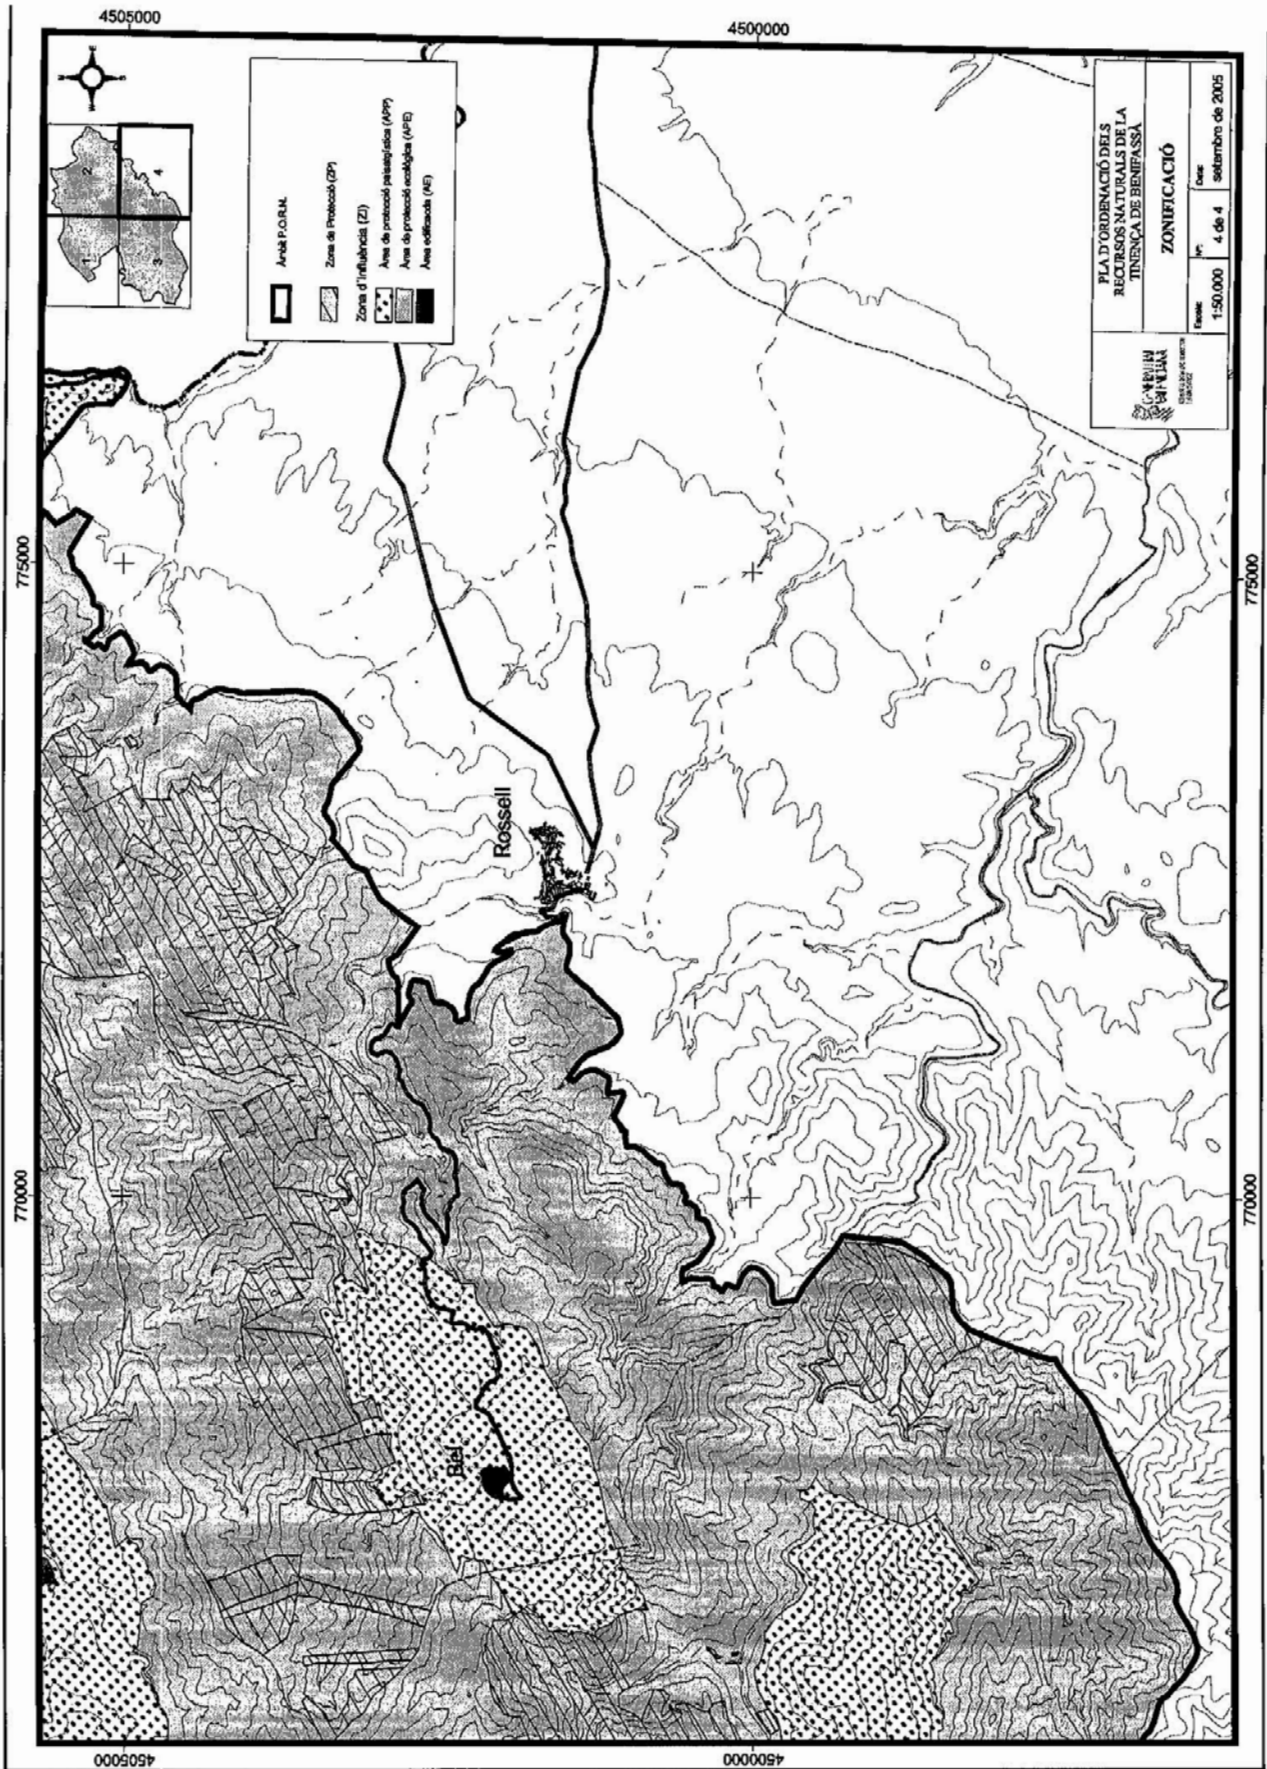 4505000
4500000
775000
770000
N
E
S
W
1
2
3
4
Àmbit P.O.R.N.
Zona de Protecció (ZP)
Zona d'Influència (ZI)
Àrea de protecció paisatgística (APP)
Àrea de protecció ecològica (APE)
Àrea edificada (AE)
Rossell
Bel
PLA D'ORDENACIÓ DELS
RECURSOS NATURALS DE LA
TINENÇA DE BENIFASSÀ
ZONIFICACIÓ
Escala:
1:50.000
Nº:
4 de 4
Data:
setembre de 2005
GENERALITAT
VALENCIANA
775000
770000
4505000
4500000